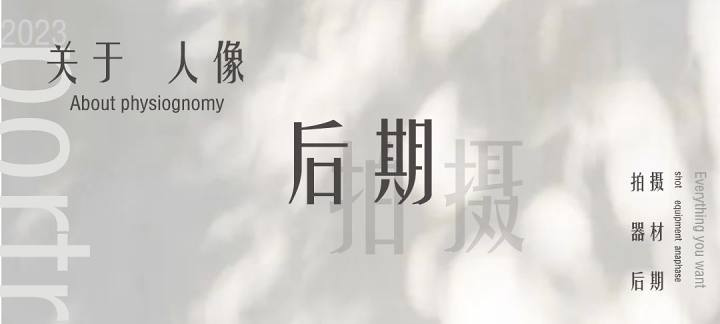 2023
关于 人像
About physiognomy
portr
后期
拍摄
拍摄
器材
后期
shot equipment anaphase
Everything you want